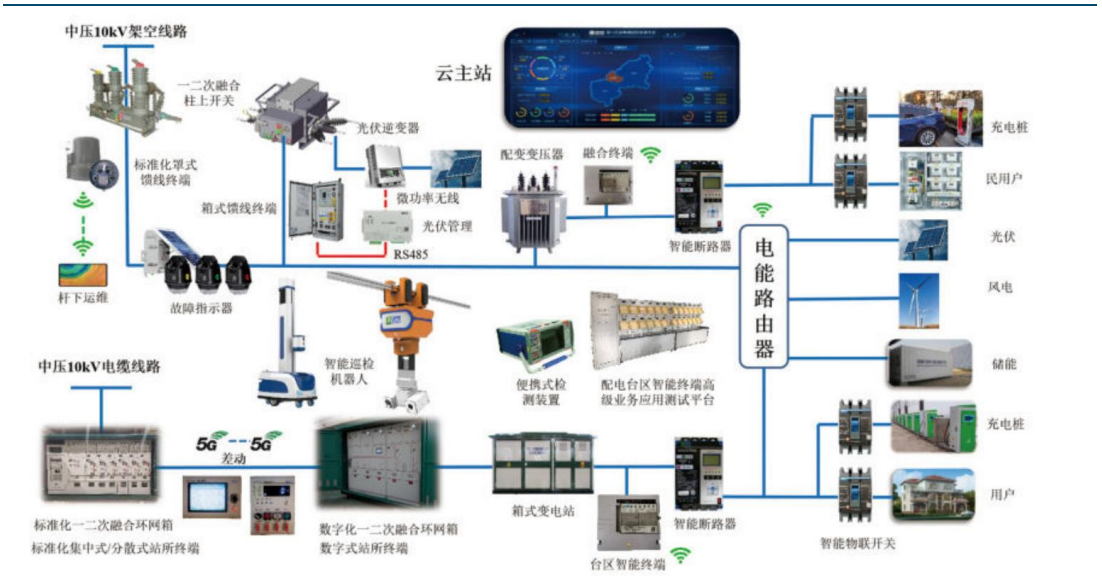 中压10kV架空线路
一二次融合
柱上开关
标准化罩式
馈线终端
杆下运维
故障指示器
箱式馈线终端
光伏逆变器
微功率无线
光伏管理
RS485
云主站
配变变压器
融合终端
智能断路器
电能路由器
充电桩
民用户
光伏
风电
储能
充电桩
用户
智能物联开关
智能巡检
机器人
便携式检
测装置
配电台区智能终端高
级业务应用测试平台
中压10kV电缆线路
5G
5G
差动
标准化一二次融合环网箱
标准化集中式/分散式站所终端
数字化一二次融合环网箱
数字式站所终端
箱式变电站
台区智能终端
智能断路器